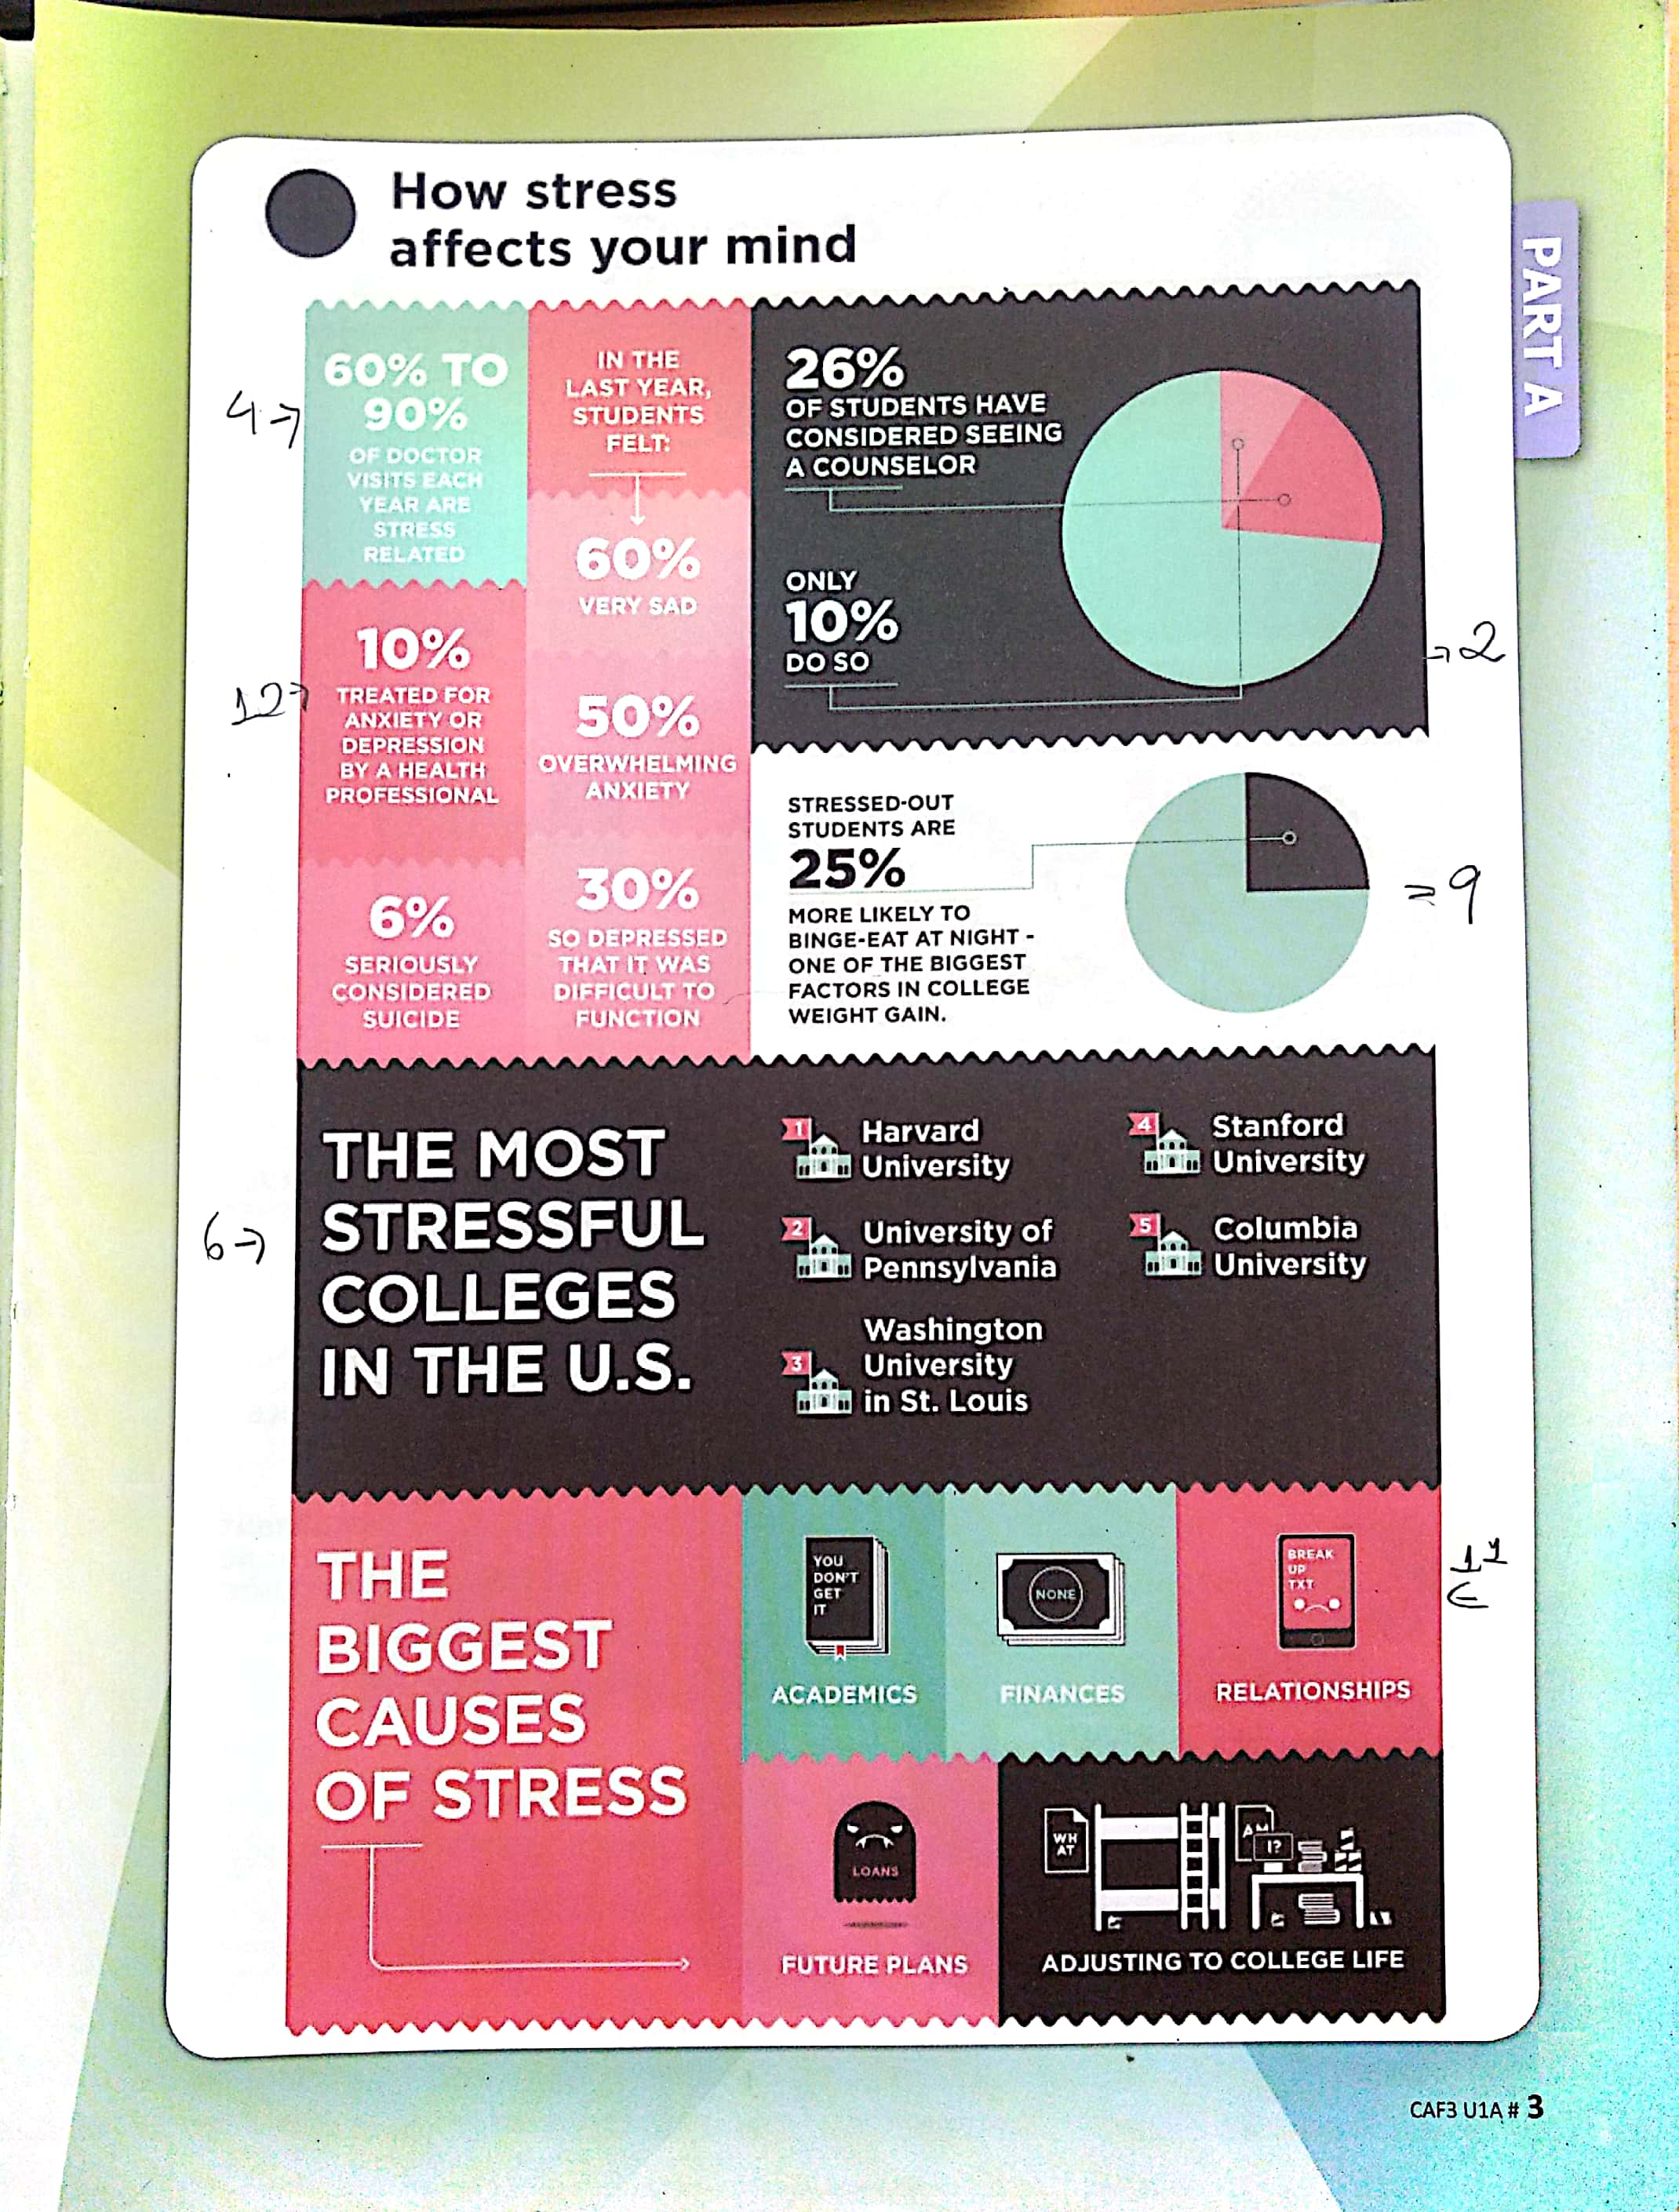 How stress
affects your mind
PART A
4→
60% TO
90%
OF DOCTOR
VISITS EACH
YEAR ARE
STRESS
RELATED
12→
10%
TREATED FOR
ANXIETY OR
DEPRESSION
BY A HEALTH
PROFESSIONAL
6%
SERIOUSLY
CONSIDERED
SUICIDE
IN THE
LAST YEAR,
STUDENTS
FELT:
60%
VERY SAD
50%
OVERWHELMING
ANXIETY
30%
SO DEPRESSED
THAT IT WAS
DIFFICULT TO
FUNCTION
26%
OF STUDENTS HAVE
CONSIDERED SEEING
A COUNSELOR
ONLY
10%
DO SO
→2
STRESSED-OUT
STUDENTS ARE
25%
MORE LIKELY TO
BINGE-EAT AT NIGHT -
ONE OF THE BIGGEST
FACTORS IN COLLEGE
WEIGHT GAIN.
=9
6→
THE MOST
STRESSFUL
COLLEGES
IN THE U.S.
1 Harvard
University
2 University of
Pennsylvania
3 Washington
University
in St. Louis
4 Stanford
University
5 Columbia
University
THE
BIGGEST
CAUSES
OF STRESS
YOU
DON'T
GET
IT
ACADEMICS
NONE
FINANCES
BREAK
UP
TXT
RELATIONSHIPS
11
←
LOANS
FUTURE PLANS
WH
AT
AM
I?
ADJUSTING TO COLLEGE LIFE
CAF3 U1A # 3